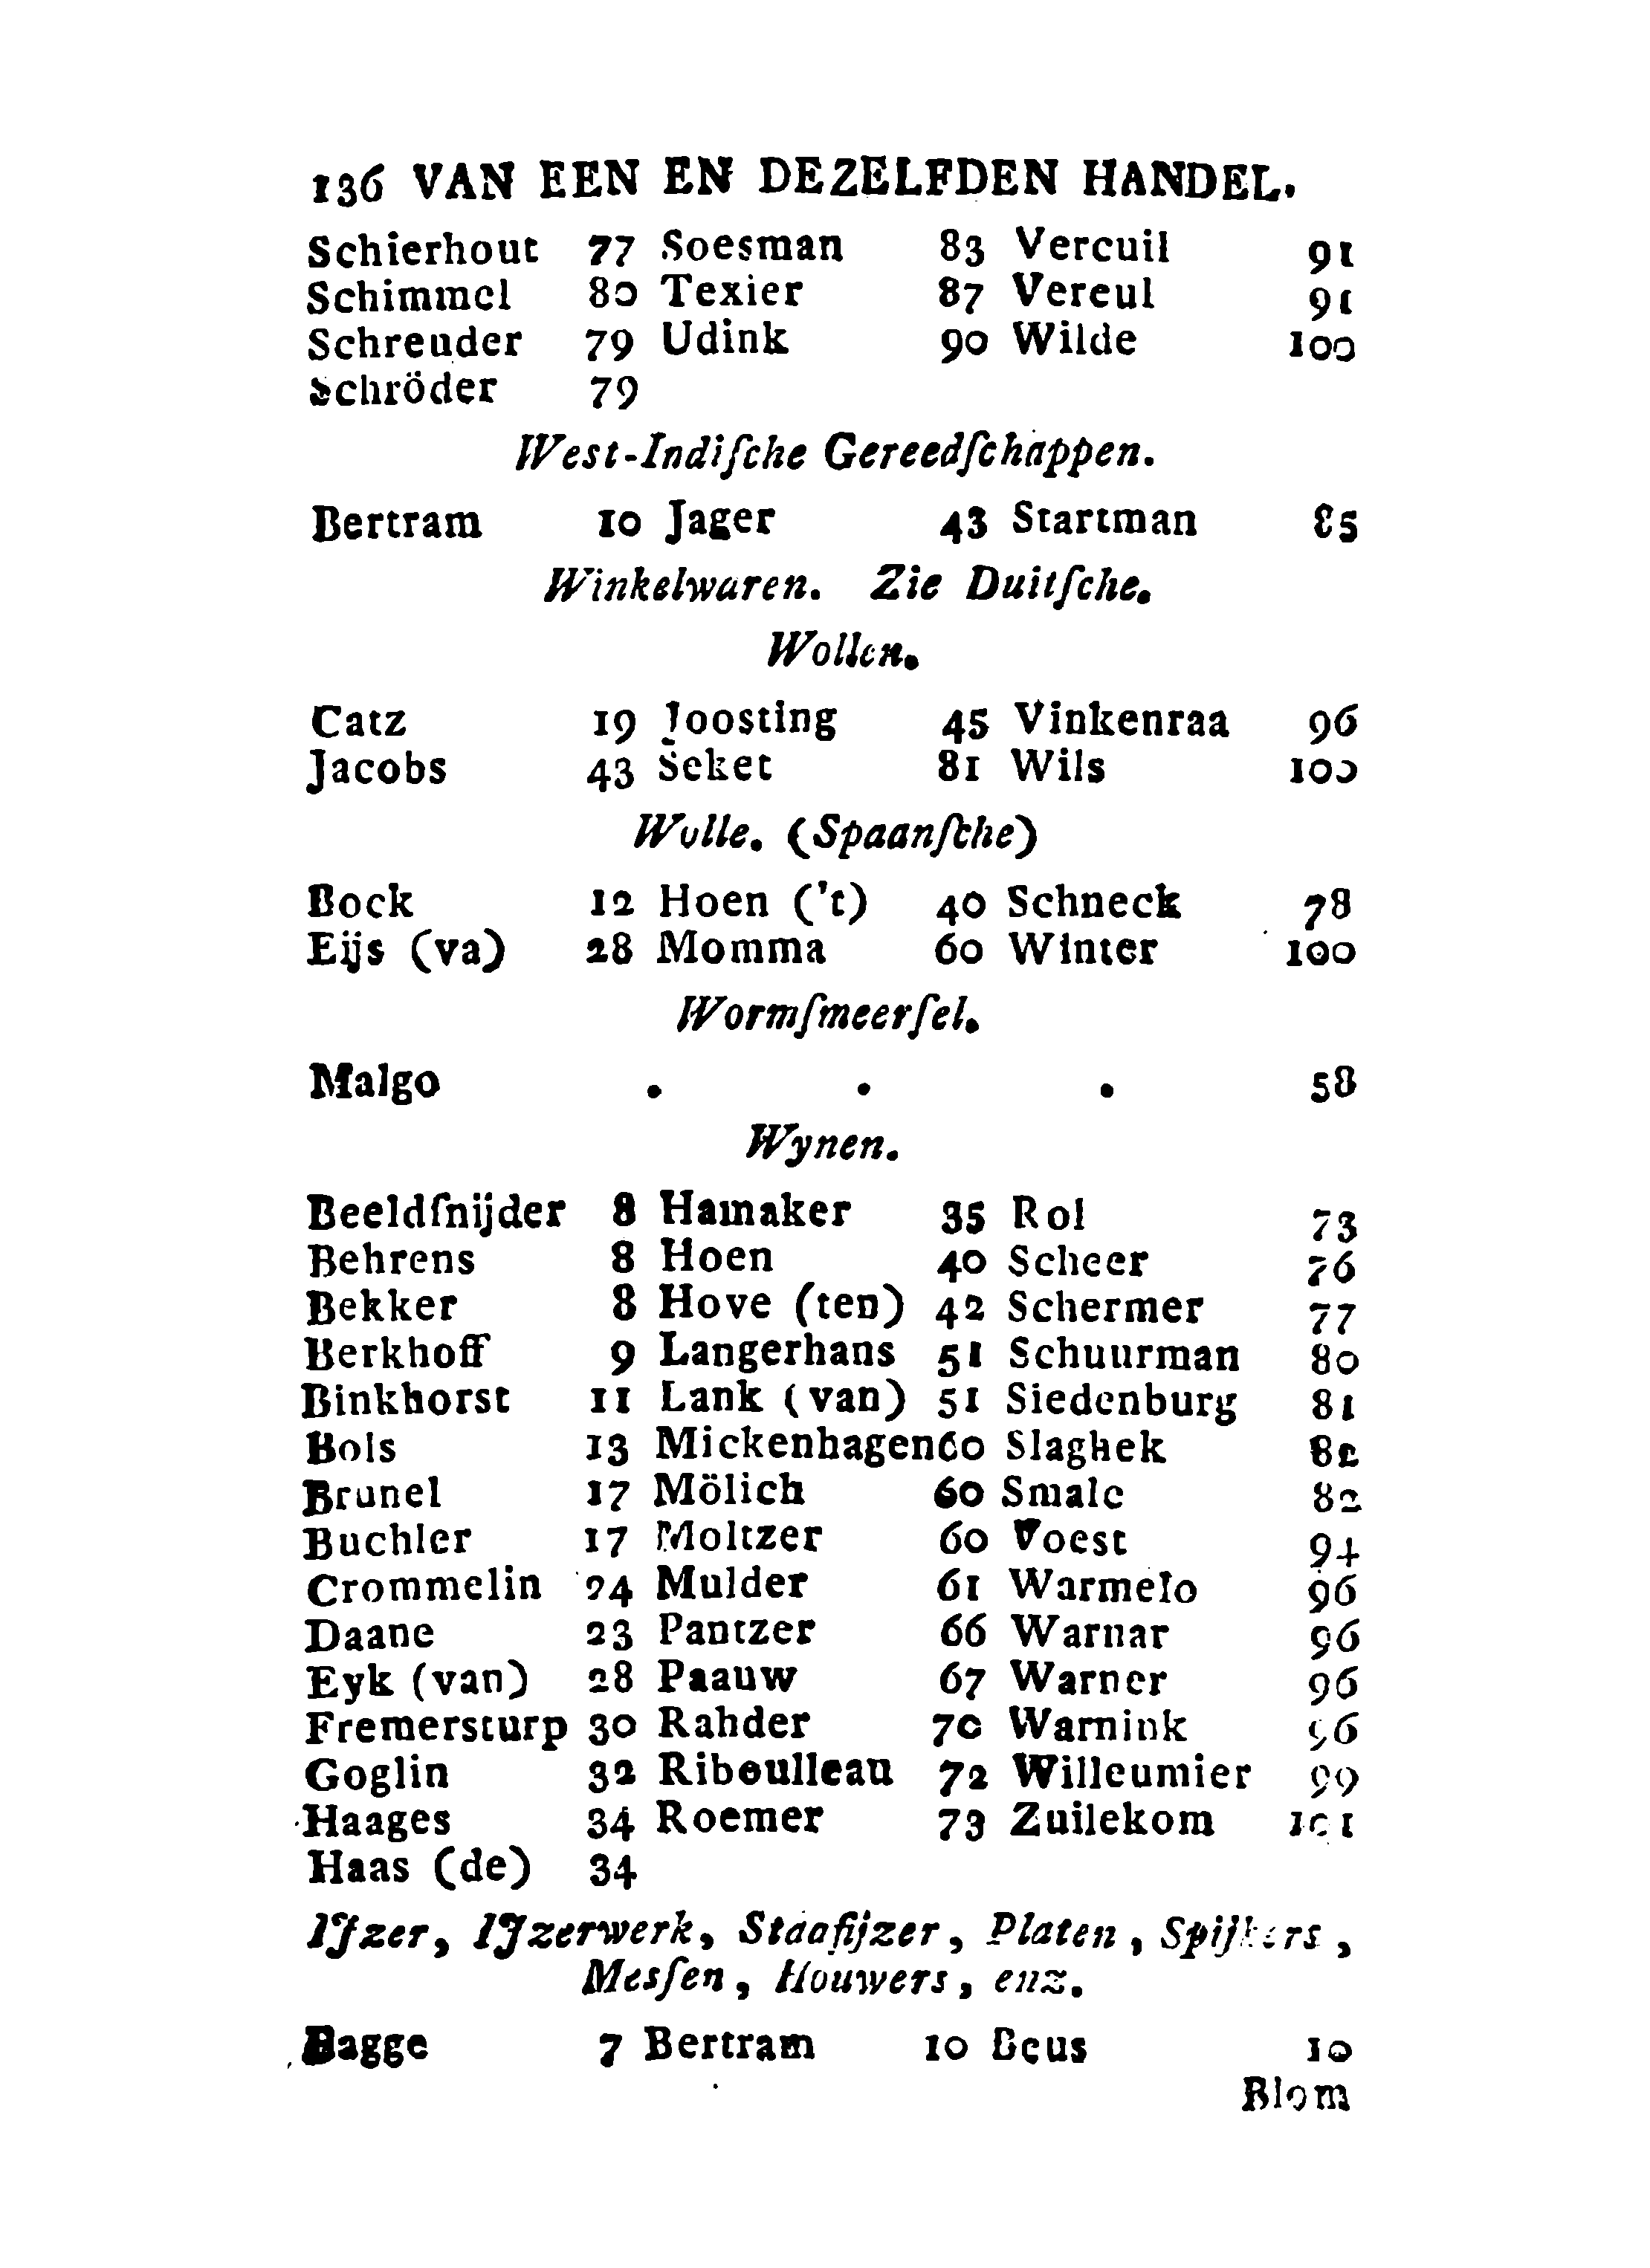 136 VAN EEN EN DEZELFDEN HANDEL.
Schierhout 77 Soesman 83 Vercuil 91
Schimmel 80 Texier 87 Vereul 91
Schreuder 79 Udink 90 Wilde 100
Schröder 79
West-Indiſche Gereedſchappen.
Bertram 10 Jager 43 Startman 85
Winkelwaren. Zie Duitſche.
Wollen.
Catz 19 Joosting 45 Vinkenraa 96
Jacobs 43 Seket 81 Wils 100
Wolle. (Spaanſche)
Bock 12 Hoen ('t) 40 Schneck 78
Eijs (va) 28 Momma 60 Winter 100
Wormſmeerſel.
Malgo . . . 58
Wynen.
Beeldſnijder 8 Hamaker 35 Rol 73
Behrens 8 Hoen 40 Scheer 76
Bekker 8 Hove (ten) 42 Schermer 77
Berkhoff 9 Langerhans 51 Schuurman 80
Binkhorst 11 Lank (van) 51 Siedenburg 81
Bols 13 Mickenhagen 60 Slaghek 82
Brunel 17 Mölich 60 Smale 82
Buchler 17 Moltzer 60 Voest 94
Crommelin 24 Mulder 61 Warmelo 96
Daane 23 Pantzer 66 Warnar 96
Eyk (van) 28 Paauw 67 Warner 96
Fremersturp 30 Rahder 70 Warnink 96
Goglin 32 Riboulleau 72 Willeumier 99
Haages 34 Roemer 73 Zuilekom 101
Haas (de) 34
IJzer, IJzerwerk, Staafijzer, Platen, Spijkers,
Mesſen, Houwers, enz.
Bagge 7 Bertram 10 Beus 10
Blom